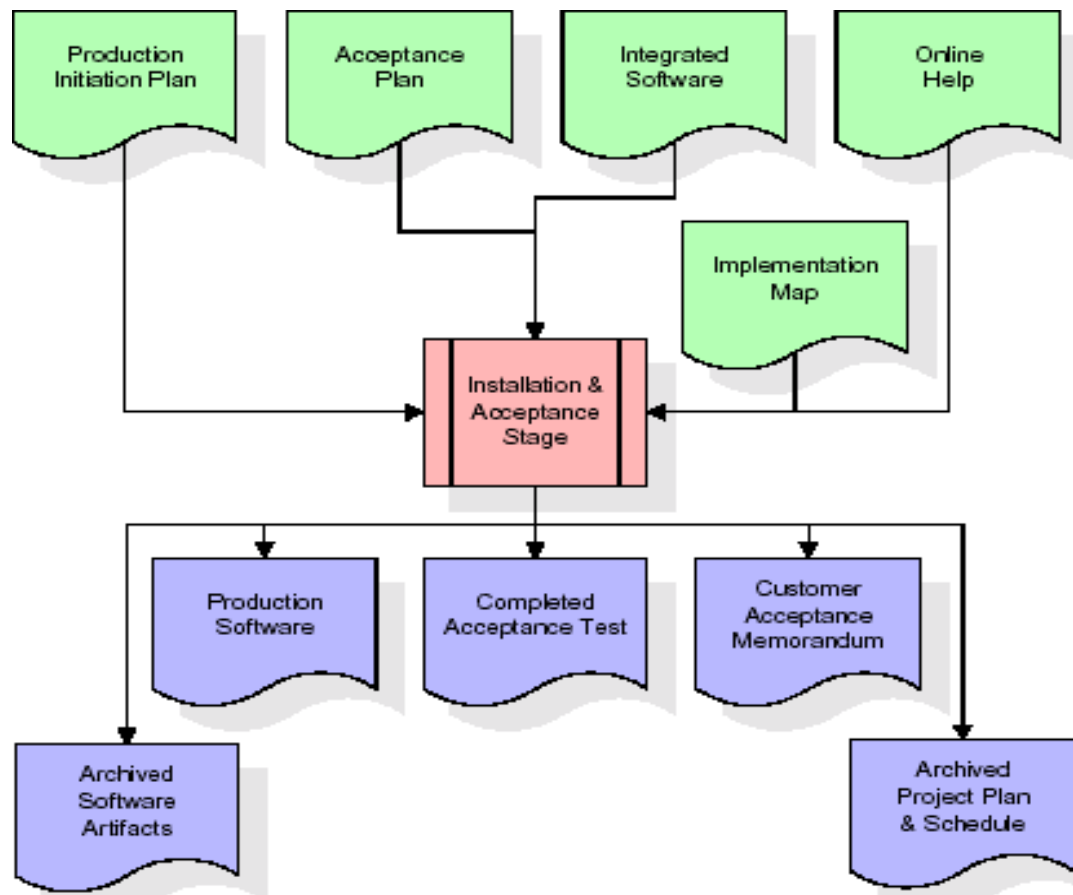 Production
Initiation Plan
Acceptance
Plan
Integrated
Software
Online
Help
Implementation
Map
Installation &
Acceptance
Stage
Production
Software
Completed
Acceptance Test
Customer
Acceptance
Memorandum
Archived
Software
Artifacts
Archived
Project Plan
& Schedule